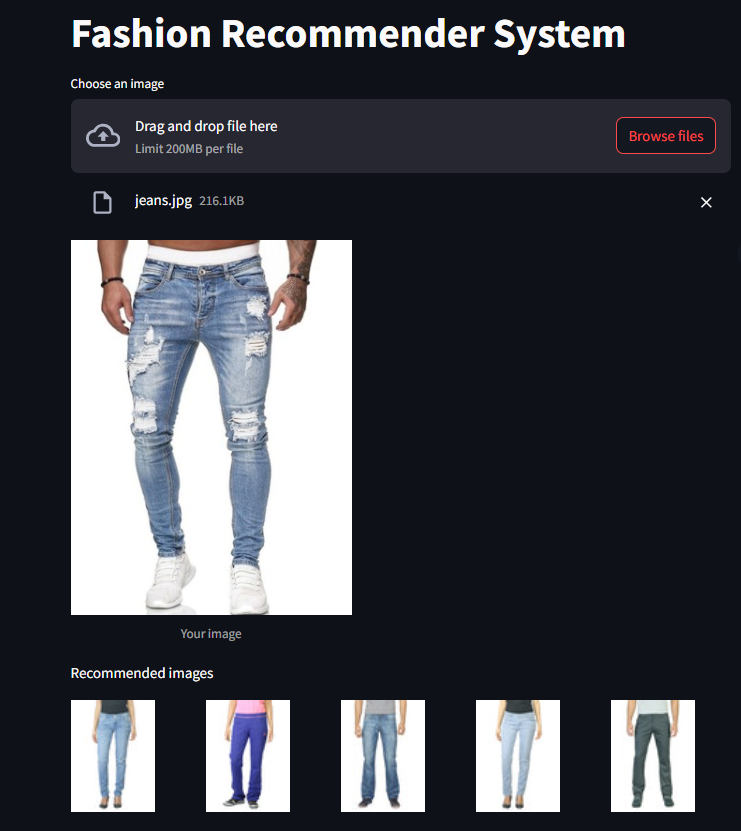 Fashion Recommender System
Choose an image
Drag and drop file here
Limit 200MB per file
Browse files
jeans.jpg 216.1KB
Your image
Recommended images